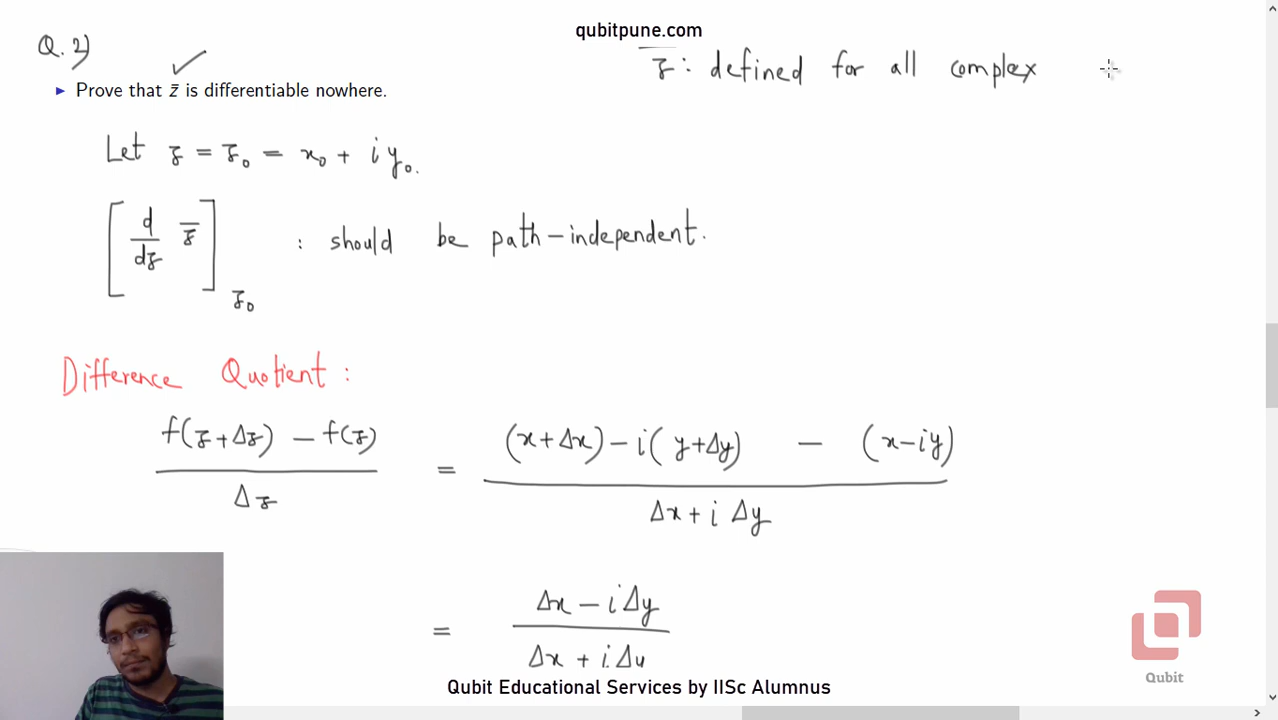 qubitpune.com
Q. 2)
z̄ : defined for all complex
▸ Prove that z̄ is differentiable nowhere.
Let z = z₀ = x₀ + i y₀.
[ d/dz z̄ ]z₀ : should be path-independent.
Difference Quotient :
f(z+Δz) − f(z) / Δz = (x+Δx) − i(y+Δy) − (x−iy) / Δx + i Δy
= Δx − iΔy / Δx + iΔy
Qubit Educational Services by IISc Alumnus
Qubit